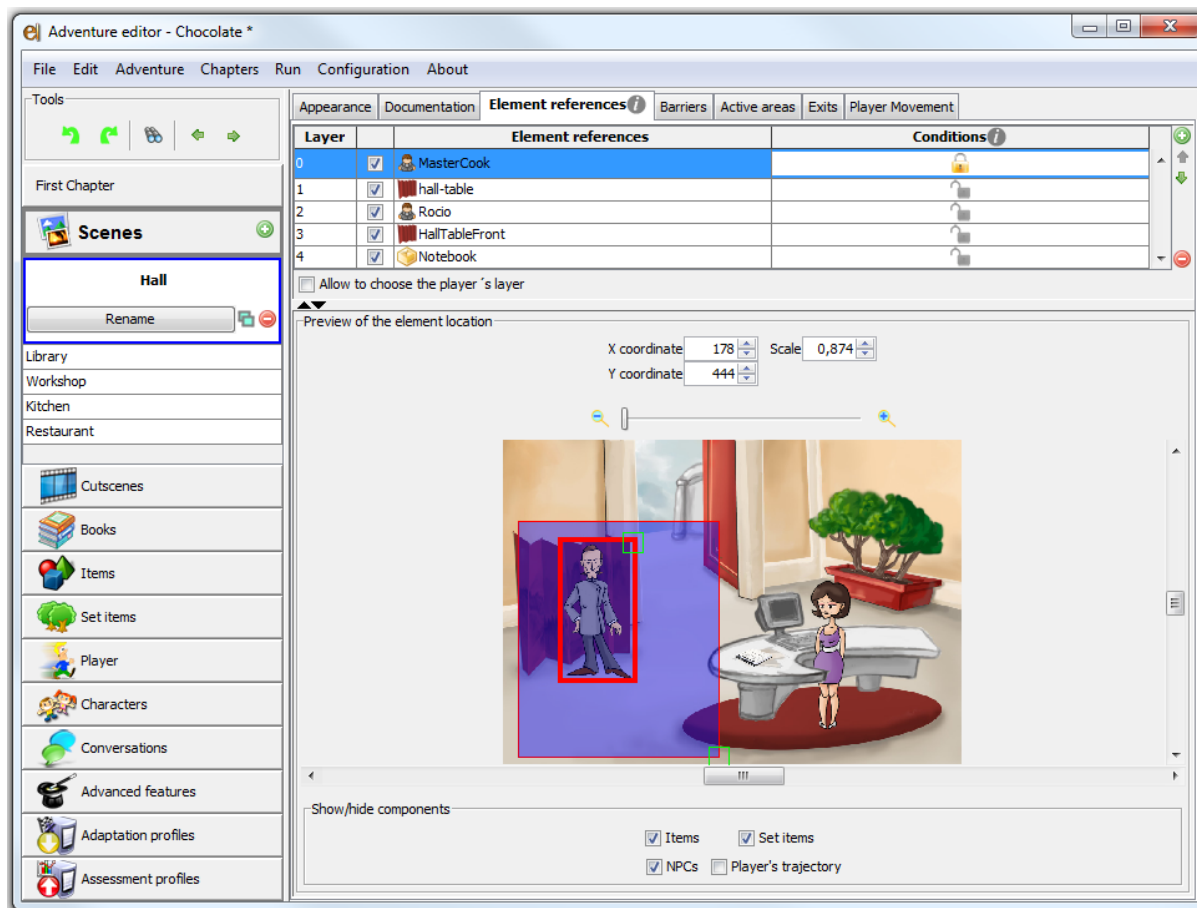 Adventure editor - Chocolate *
File Edit Adventure Chapters Run Configuration About
Tools
First Chapter
Scenes
Hall
Rename
Library
Workshop
Kitchen
Restaurant
Cutscenes
Books
Items
Set items
Player
Characters
Conversations
Advanced features
Adaptation profiles
Assessment profiles
Appearance Documentation Element references Barriers Active areas Exits Player Movement
Layer Element references Conditions
0 MasterCook
1 hall-table
2 Rocio
3 HallTableFront
4 Notebook
Allow to choose the player ´s layer
Preview of the element location
X coordinate 178 Scale 0,874
Y coordinate 444
Show/hide components
Items Set items
NPCs Player's trajectory